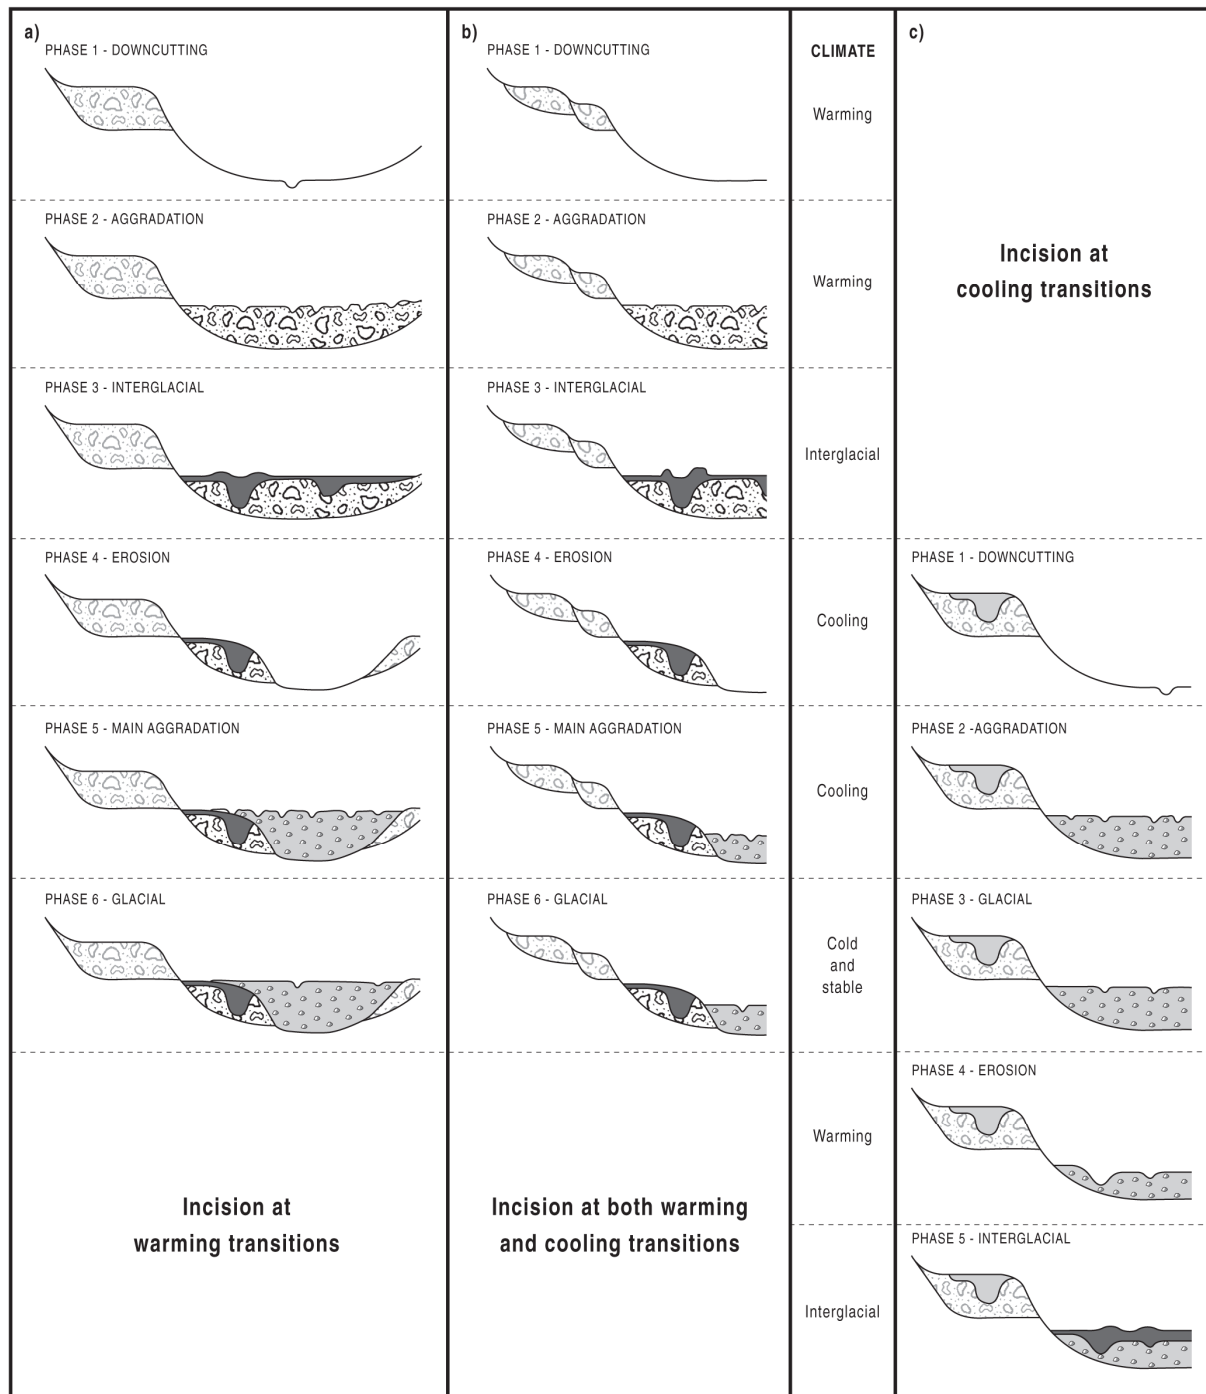 a)
PHASE 1 - DOWNCUTTING
PHASE 2 - AGGRADATION
PHASE 3 - INTERGLACIAL
PHASE 4 - EROSION
PHASE 5 - MAIN AGGRADATION
PHASE 6 - GLACIAL
Incision at
warming transitions
b)
PHASE 1 - DOWNCUTTING
PHASE 2 - AGGRADATION
PHASE 3 - INTERGLACIAL
PHASE 4 - EROSION
PHASE 5 - MAIN AGGRADATION
PHASE 6 - GLACIAL
Incision at both warming
and cooling transitions
CLIMATE
Warming
Warming
Interglacial
Cooling
Cooling
Cold
and
stable
Warming
Interglacial
c)
Incision at
cooling transitions
PHASE 1 - DOWNCUTTING
PHASE 2 -AGGRADATION
PHASE 3 - GLACIAL
PHASE 4 - EROSION
PHASE 5 - INTERGLACIAL